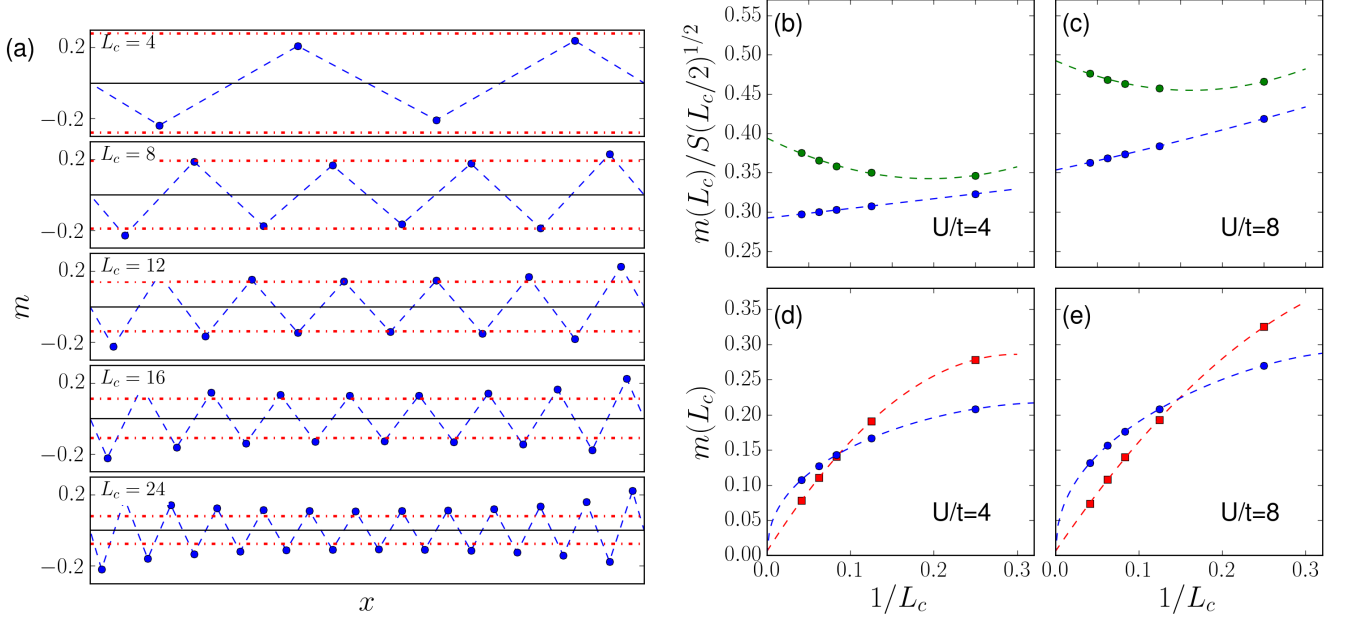 (a)
m
L_c = 4
0.2
−0.2
L_c = 8
0.2
−0.2
L_c = 12
0.2
−0.2
L_c = 16
0.2
−0.2
L_c = 24
0.2
−0.2
x
(b)
m(L_c)/S(L_c/2)^{1/2}
0.55
0.50
0.45
0.40
0.35
0.30
0.25
U/t=4
(c)
U/t=8
(d)
m(L_c)
0.35
0.30
0.25
0.20
0.15
0.10
0.05
0.00
U/t=4
0.0 0.1 0.2 0.3
1/L_c
(e)
U/t=8
0.0 0.1 0.2 0.3
1/L_c